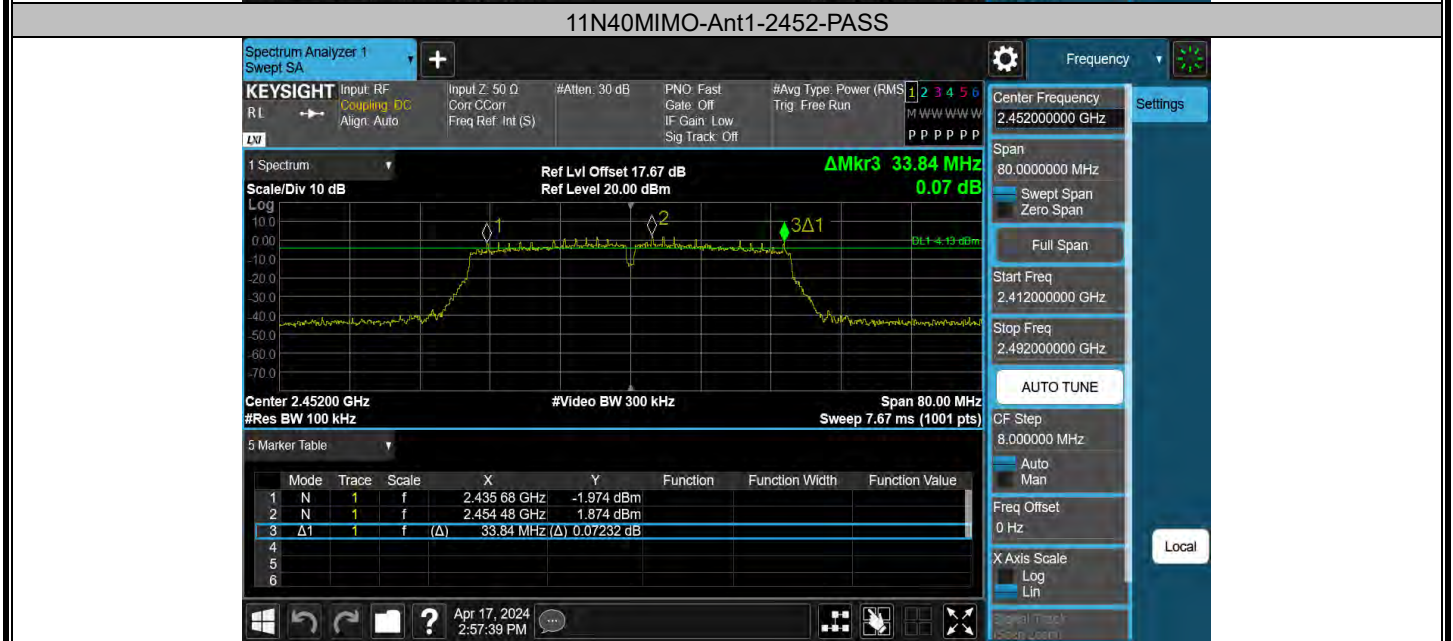 11N40MIMO-Ant1-2452-PASS
Spectrum Analyzer 1
Swept SA
Frequency
KEYSIGHT
RL
LXI
Input: RF
Coupling: DC
Align: Auto
Input Z: 50 Ω
Corr CCorr
Freq Ref: Int (S)
#Atten: 30 dB
PNO: Fast
Gate: Off
IF Gain: Low
Sig Track: Off
#Avg Type: Power (RMS
Trig: Free Run
1 2 3 4 5 6
M W W W W W
P P P P P P
1 Spectrum
Scale/Div 10 dB
Ref Lvl Offset 17.67 dB
Ref Level 20.00 dBm
ΔMkr3 33.84 MHz
0.07 dB
Log
10.0
0.00
-10.0
-20.0
-30.0
-40.0
-50.0
-60.0
-70.0
1
2
3Δ1
DL1 -4.13 dBm
Center 2.45200 GHz
#Video BW 300 kHz
Span 80.00 MHz
#Res BW 100 kHz
Sweep 7.67 ms (1001 pts)
5 Marker Table
Mode Trace Scale X Y Function Function Width Function Value
1 N 1 f 2.435 68 GHz -1.974 dBm
2 N 1 f 2.454 48 GHz 1.874 dBm
3 Δ1 1 f (Δ) 33.84 MHz (Δ) 0.07232 dB
4
5
6
Apr 17, 2024
2:57:39 PM
Center Frequency
2.452000000 GHz
Settings
Span
80.0000000 MHz
Swept Span
Zero Span
Full Span
Start Freq
2.412000000 GHz
Stop Freq
2.492000000 GHz
AUTO TUNE
CF Step
8.000000 MHz
Auto
Man
Freq Offset
0 Hz
X Axis Scale
Log
Lin
Local
Signal Track
(Span Zoom)